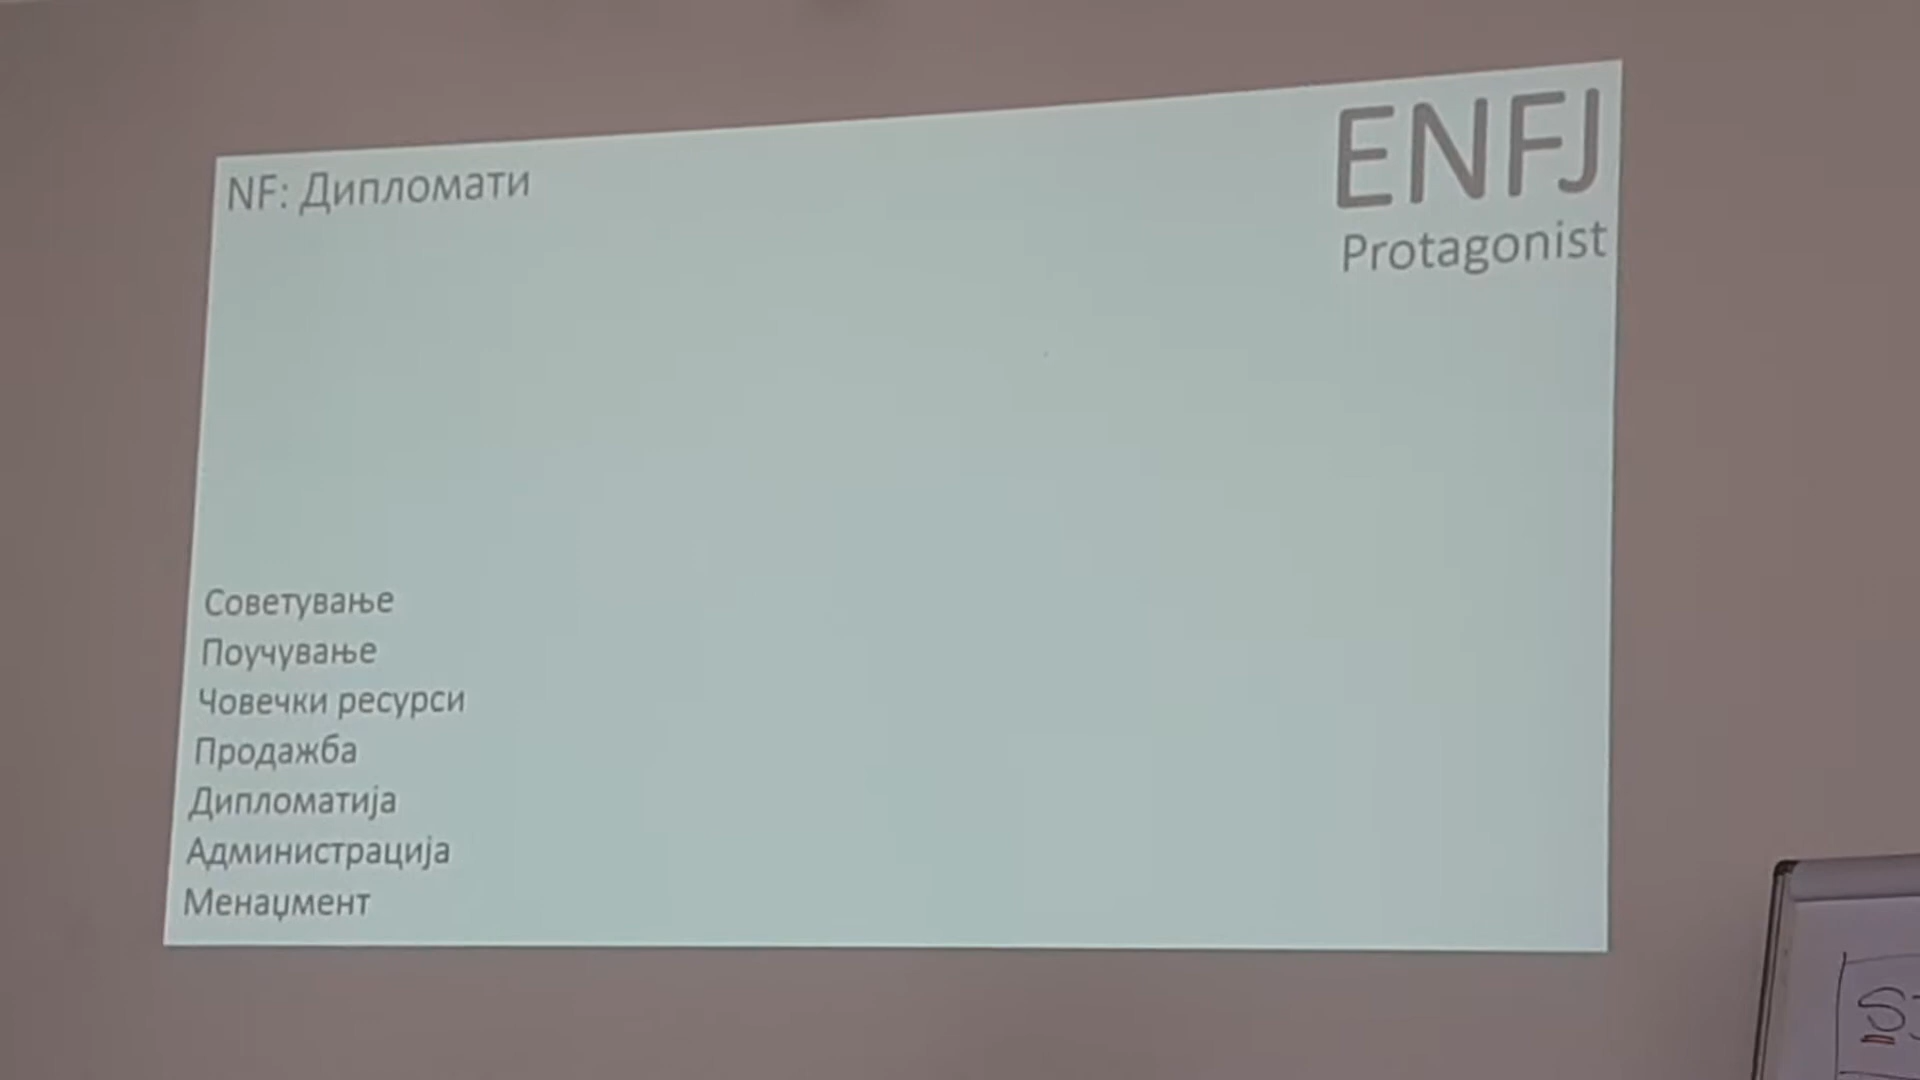 NF: Дипломати
ENFJ
Protagonist
Советување
Поучување
Човечки ресурси
Продажба
Дипломатија
Администрација
Менаџмент